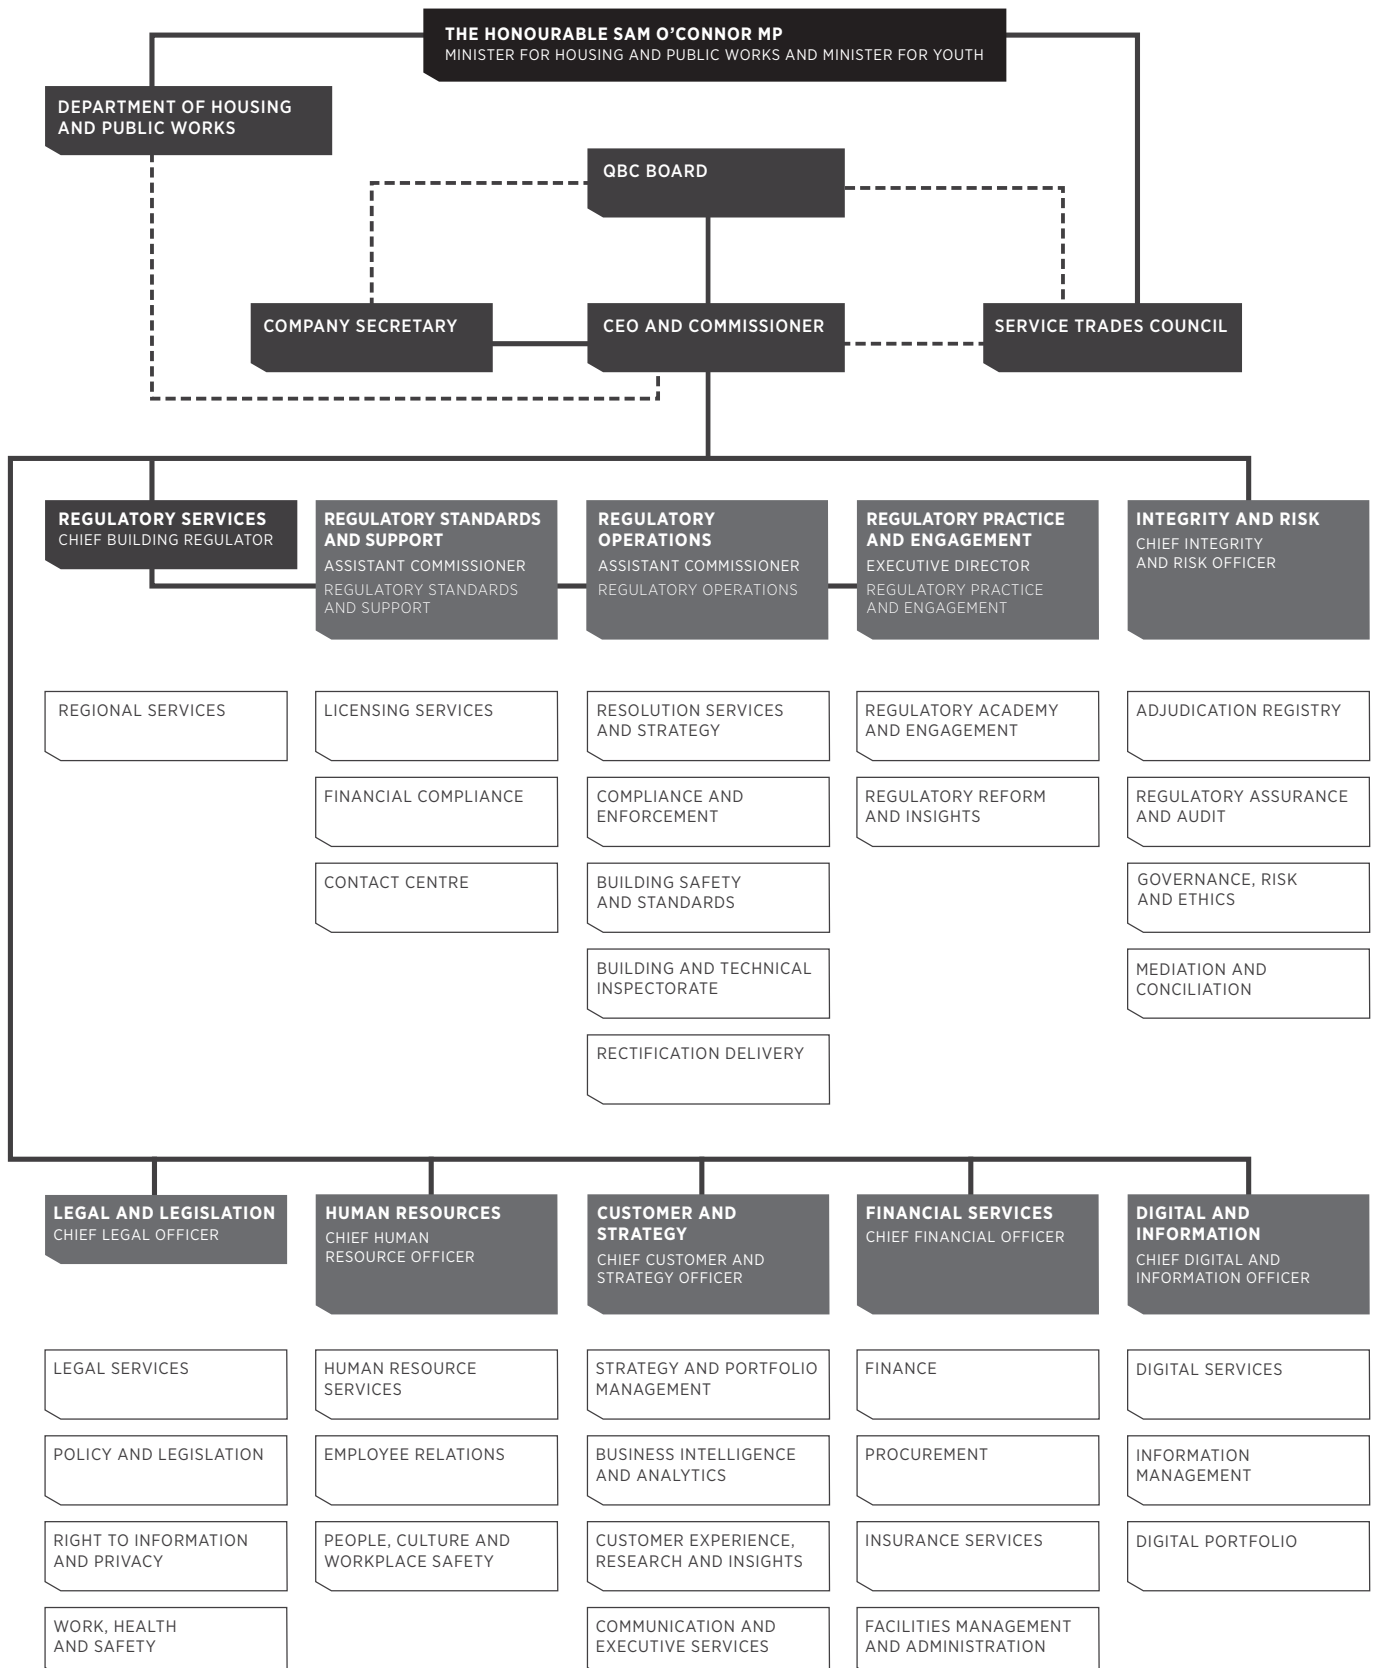 THE HONOURABLE SAM O'CONNOR MP
MINISTER FOR HOUSING AND PUBLIC WORKS AND MINISTER FOR YOUTH
DEPARTMENT OF HOUSING
AND PUBLIC WORKS
QBC BOARD
COMPANY SECRETARY
CEO AND COMMISSIONER
SERVICE TRADES COUNCIL
REGULATORY SERVICES
CHIEF BUILDING REGULATOR
REGULATORY STANDARDS
AND SUPPORT
ASSISTANT COMMISSIONER
REGULATORY STANDARDS
AND SUPPORT
REGULATORY
OPERATIONS
ASSISTANT COMMISSIONER
REGULATORY OPERATIONS
REGULATORY PRACTICE
AND ENGAGEMENT
EXECUTIVE DIRECTOR
REGULATORY PRACTICE
AND ENGAGEMENT
INTEGRITY AND RISK
CHIEF INTEGRITY
AND RISK OFFICER
REGIONAL SERVICES
LICENSING SERVICES
FINANCIAL COMPLIANCE
CONTACT CENTRE
RESOLUTION SERVICES
AND STRATEGY
COMPLIANCE AND
ENFORCEMENT
BUILDING SAFETY
AND STANDARDS
BUILDING AND TECHNICAL
INSPECTORATE
RECTIFICATION DELIVERY
REGULATORY ACADEMY
AND ENGAGEMENT
REGULATORY REFORM
AND INSIGHTS
ADJUDICATION REGISTRY
REGULATORY ASSURANCE
AND AUDIT
GOVERNANCE, RISK
AND ETHICS
MEDIATION AND
CONCILIATION
LEGAL AND LEGISLATION
CHIEF LEGAL OFFICER
HUMAN RESOURCES
CHIEF HUMAN
RESOURCE OFFICER
CUSTOMER AND
STRATEGY
CHIEF CUSTOMER AND
STRATEGY OFFICER
FINANCIAL SERVICES
CHIEF FINANCIAL OFFICER
DIGITAL AND
INFORMATION
CHIEF DIGITAL AND
INFORMATION OFFICER
LEGAL SERVICES
POLICY AND LEGISLATION
RIGHT TO INFORMATION
AND PRIVACY
WORK, HEALTH
AND SAFETY
HUMAN RESOURCE
SERVICES
EMPLOYEE RELATIONS
PEOPLE, CULTURE AND
WORKPLACE SAFETY
STRATEGY AND PORTFOLIO
MANAGEMENT
BUSINESS INTELLIGENCE
AND ANALYTICS
CUSTOMER EXPERIENCE,
RESEARCH AND INSIGHTS
COMMUNICATION AND
EXECUTIVE SERVICES
FINANCE
PROCUREMENT
INSURANCE SERVICES
FACILITIES MANAGEMENT
AND ADMINISTRATION
DIGITAL SERVICES
INFORMATION
MANAGEMENT
DIGITAL PORTFOLIO